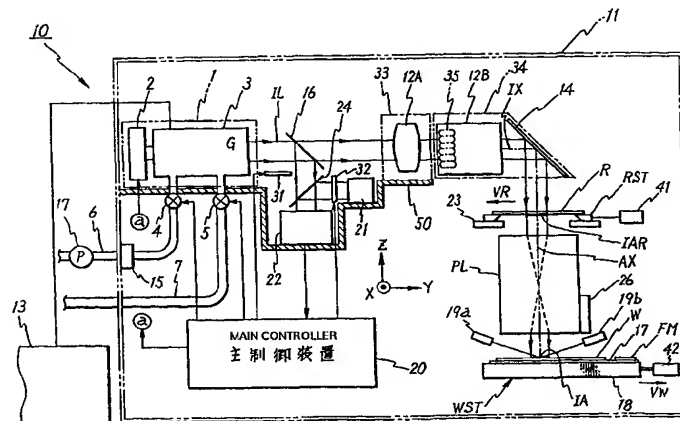 10
11
1
2
3
IL
16
24
33
12A
35
12B
34
IX
14
G
32
31
21
50
a
4
5
22
17
6
P
15
7
VR
R
RST
41
23
IAR
AX
PL
26
Z
X
Y
19a
19b
W
17
FM
13
a
MAIN CONTROLLER
主制御装置
20
42
VW
WST
IA
18